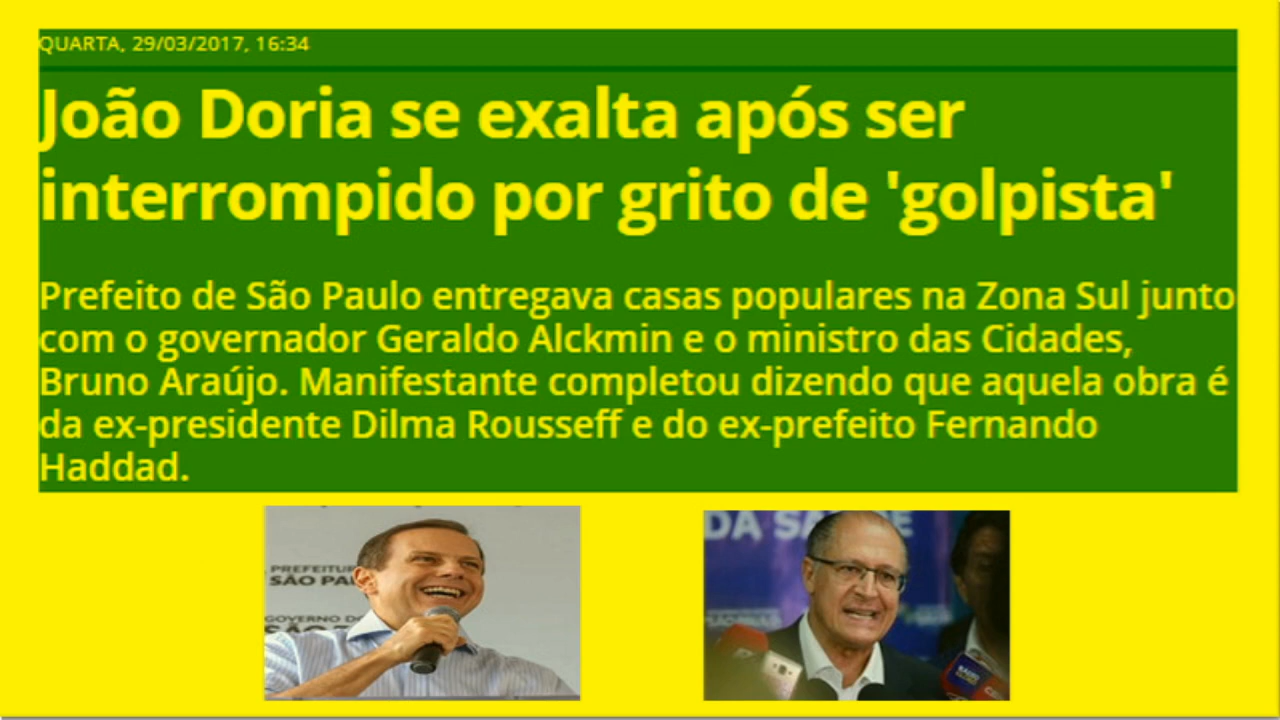 QUARTA, 29/03/2017, 16:34
João Doria se exalta após ser
interrompido por grito de 'golpista'
Prefeito de São Paulo entregava casas populares na Zona Sul junto
com o governador Geraldo Alckmin e o ministro das Cidades,
Bruno Araújo. Manifestante completou dizendo que aquela obra é
da ex-presidente Dilma Rousseff e do ex-prefeito Fernando
Haddad.
SÃO PA
GOVERNO DO
DA SA